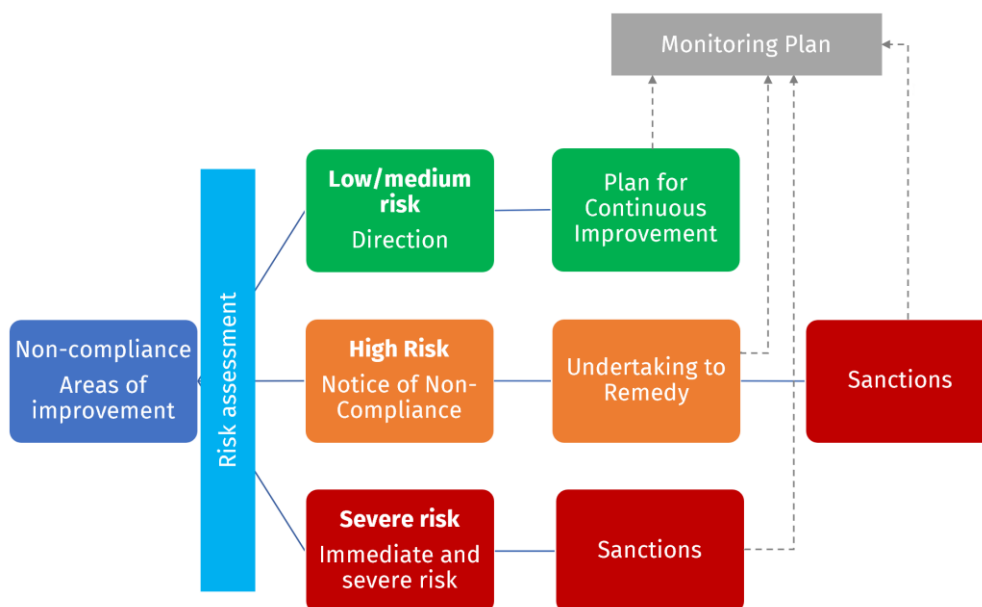 Monitoring Plan
Low/medium
risk
Direction
Plan for
Continuous
Improvement
Non-compliance
Areas of
improvement
Risk assessment
High Risk
Notice of Non-
Compliance
Undertaking to
Remedy
Sanctions
Severe risk
Immediate and
severe risk
Sanctions